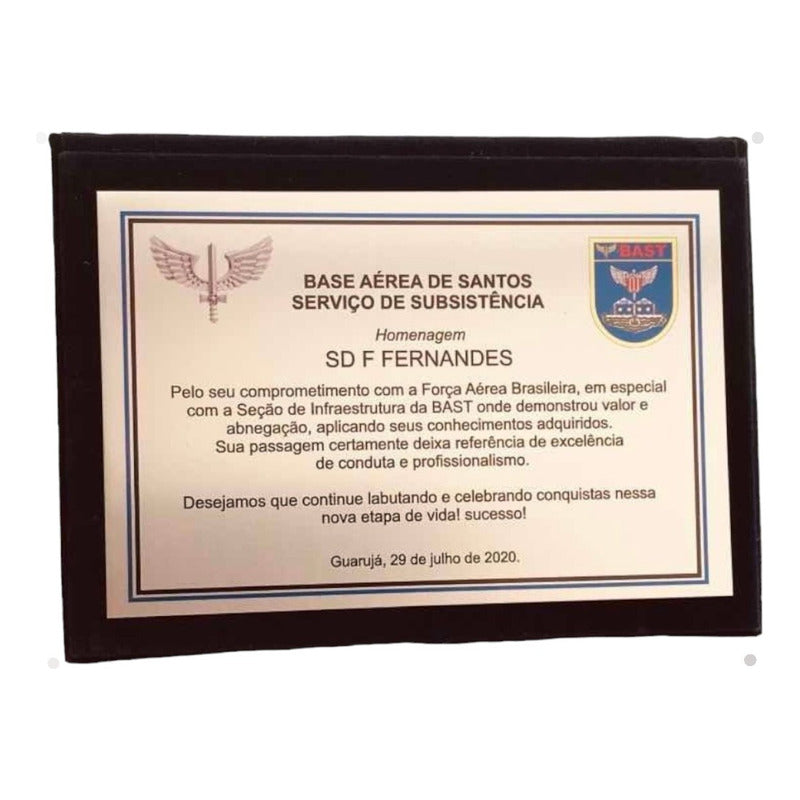 BAST
BASE AÉREA DE SANTOS
SERVIÇO DE SUBSISTÊNCIA
Homenagem
SD F FERNANDES
Pelo seu comprometimento com a Força Aérea Brasileira, em especial
com a Seção de Infraestrutura da BAST onde demonstrou valor e
abnegação, aplicando seus conhecimentos adquiridos.
Sua passagem certamente deixa referência de excelência
de conduta e profissionalismo.
Desejamos que continue labutando e celebrando conquistas nessa
nova etapa de vida! sucesso!
Guarujá, 29 de julho de 2020.